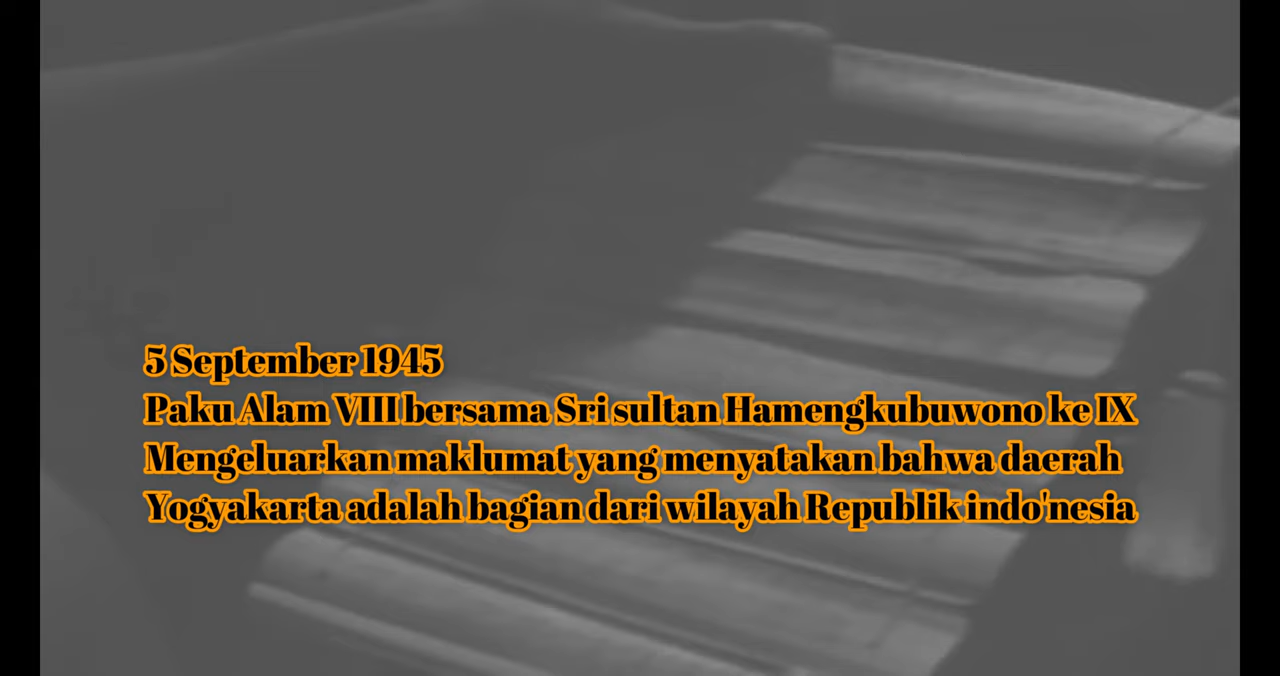 5 September 1945
Paku Alam VIII bersama Sri sultan Hamengkubuwono ke IX
Mengeluarkan maklumat yang menyatakan bahwa daerah
Yogyakarta adalah bagian dari wilayah Republik indo'nesia